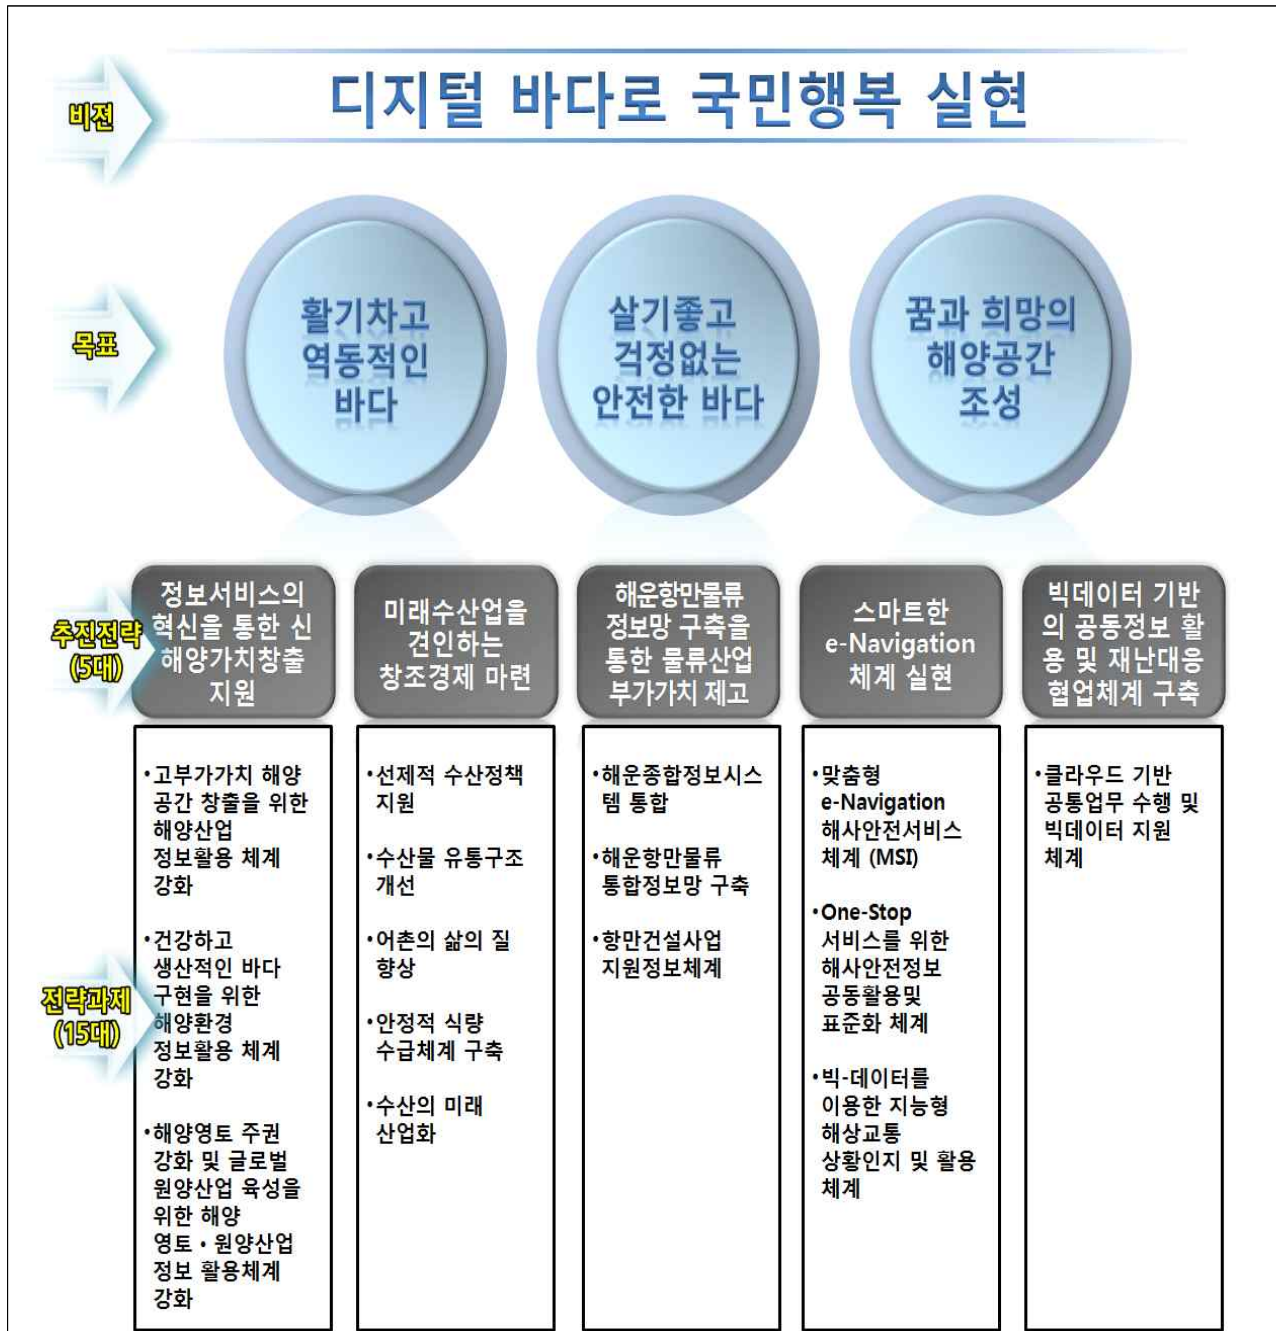 비젼
디지털 바다로 국민행복 실현
목표
활기차고
역동적인
바다
살기좋고
걱정없는
안전한 바다
꿈과 희망의
해양공간
조성
추진전략
(5대)
정보서비스의
혁신을 통한 신
해양가치창출
지원
미래수산업을
견인하는
창조경제 마련
해운항만물류
정보망 구축을
통한 물류산업
부가가치 제고
스마트한
e-Navigation
체계 실현
빅데이터 기반
의 공동정보 활
용 및 재난대응
협업체계 구축
전략과제
(15대)
•고부가가치 해양
공간 창출을 위한
해양산업
정보활용 체계
강화
•건강하고
생산적인 바다
구현을 위한
해양환경
정보활용 체계
강화
•해양영토 주권
강화 및 글로벌
원양산업 육성을
위한 해양
영토•원양산업
정보 활용체계
강화
•선제적 수산정책
지원
•수산물 유통구조
개선
•어촌의 삶의 질
향상
•안정적 식량
수급체계 구축
•수산의 미래
산업화
•해운종합정보시스
템 통합
•해운항만물류
통합정보망 구축
•항만건설사업
지원정보체계
•맞춤형
e-Navigation
해사안전서비스
체계 (MSI)
•One-Stop
서비스를 위한
해사안전정보
공동활용및
표준화 체계
•빅-데이터를
이용한 지능형
해상교통
상황인지 및 활용
체계
•클라우드 기반
공통업무 수행 및
빅데이터 지원
체계